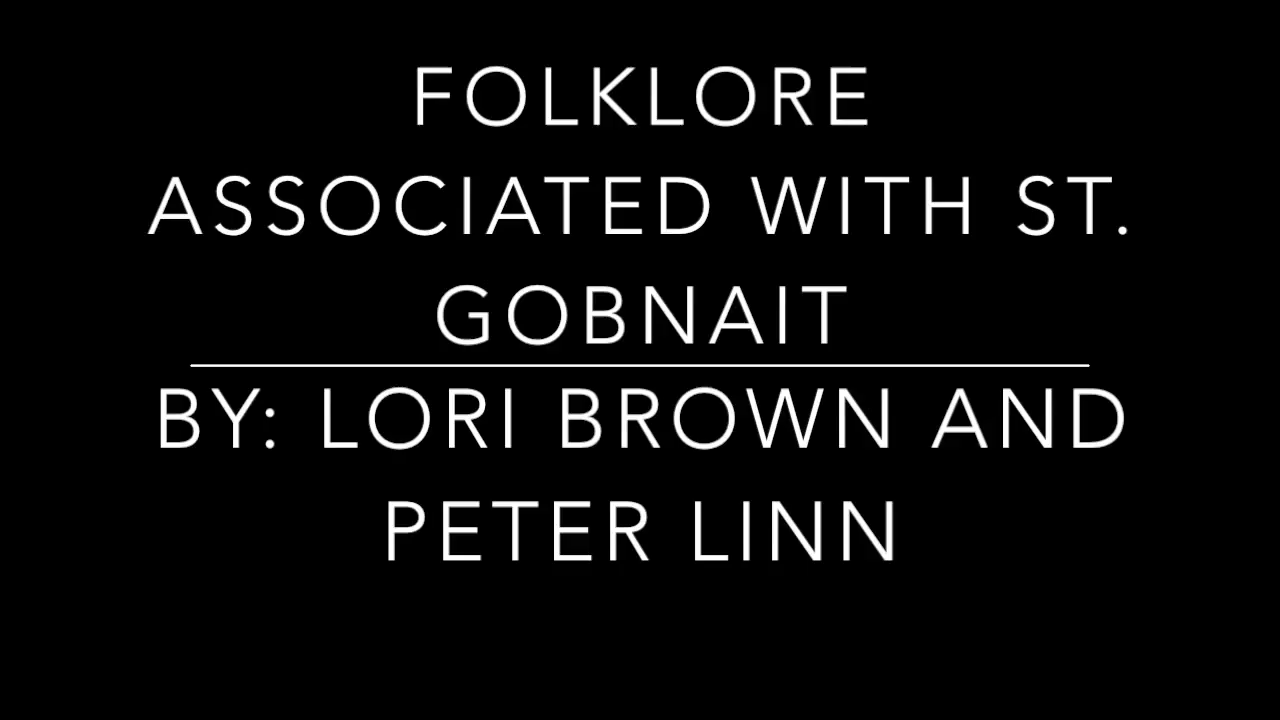 FOLKLORE
ASSOCIATED WITH ST.
GOBNAIT
BY: LORI BROWN AND
PETER LINN